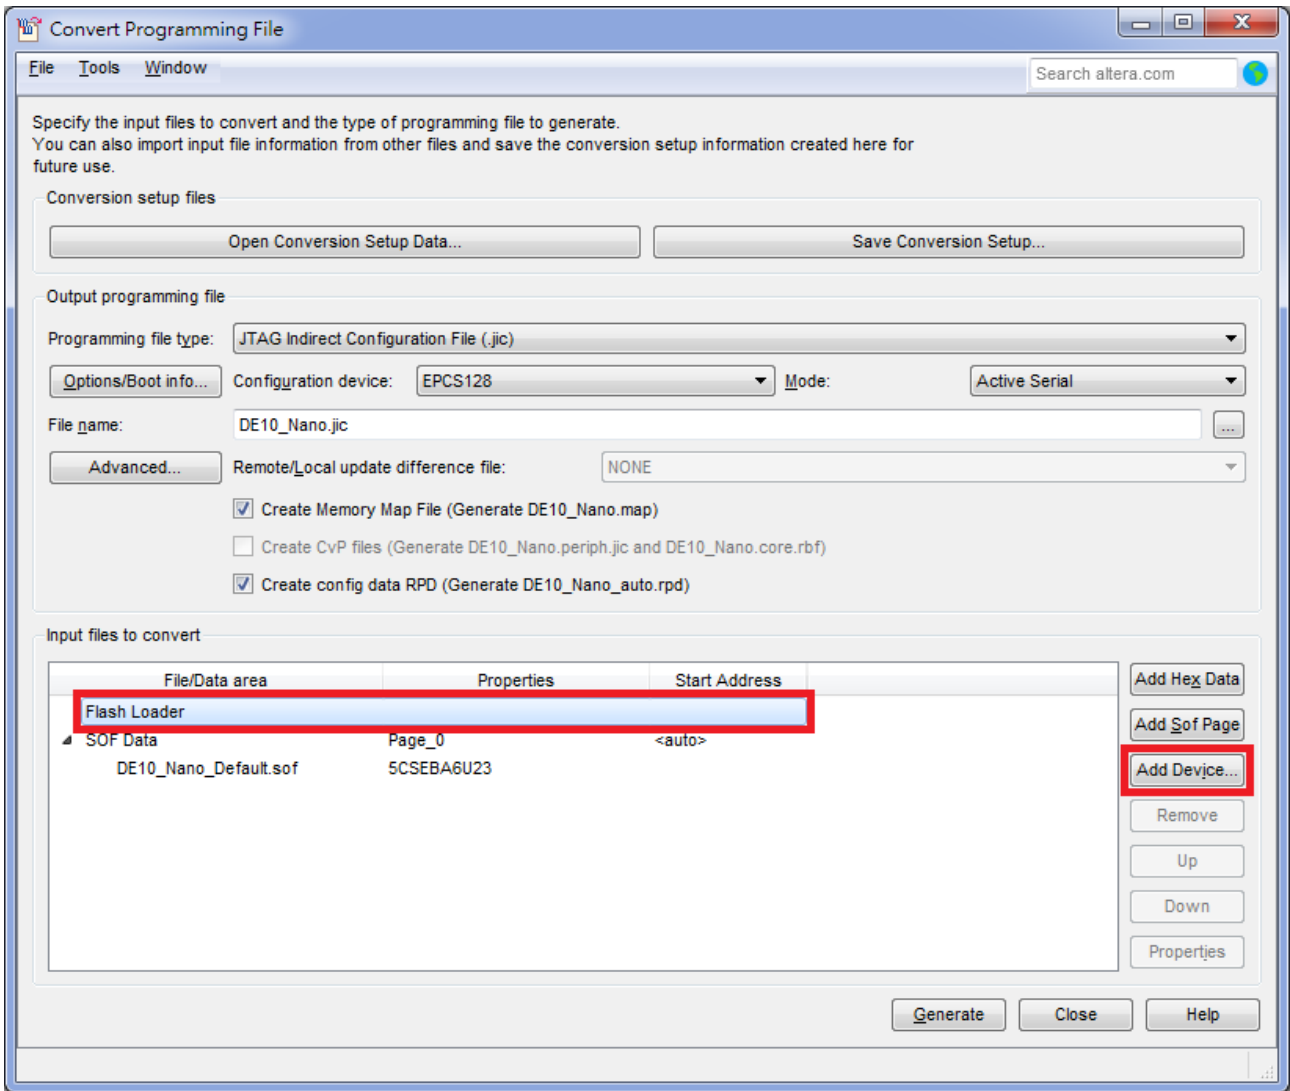 Convert Programming File
File Tools Window Search altera.com
Specify the input files to convert and the type of programming file to generate.
You can also import input file information from other files and save the conversion setup information created here for
future use.
Conversion setup files
Open Conversion Setup Data... Save Conversion Setup...
Output programming file
Programming file type: JTAG Indirect Configuration File (.jic)
Options/Boot info... Configuration device: EPCS128 Mode: Active Serial
File name: DE10_Nano.jic ...
Advanced... Remote/Local update difference file: NONE
Create Memory Map File (Generate DE10_Nano.map)
Create CvP files (Generate DE10_Nano.periph.jic and DE10_Nano.core.rbf)
Create config data RPD (Generate DE10_Nano_auto.rpd)
Input files to convert
File/Data area Properties Start Address Add Hex Data
Flash Loader
Add Sof Page
SOF Data Page_0 <auto>
DE10_Nano_Default.sof 5CSEBA6U23 Add Device...
Remove
Up
Down
Properties
Generate Close Help